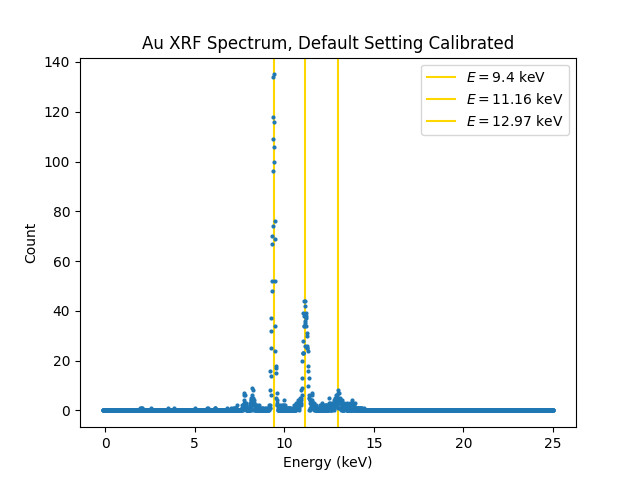 Au XRF Spectrum, Default Setting Calibrated
140
120
100
80
60
40
20
0
Count
0 5 10 15 20 25
Energy (keV)
E = 9.4 keV
E = 11.16 keV
E = 12.97 keV